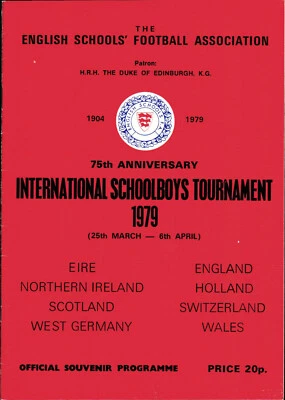 THE
ENGLISH SCHOOLS' FOOTBALL ASSOCIATION
Patron:
H.R.H. THE DUKE OF EDINBURGH, K.G.
1904 1979
75th ANNIVERSARY
INTERNATIONAL SCHOOLBOYS TOURNAMENT
1979
(25th MARCH — 6th APRIL)
EIRE ENGLAND
NORTHERN IRELAND HOLLAND
SCOTLAND SWITZERLAND
WEST GERMANY WALES
OFFICIAL SOUVENIR PROGRAMME PRICE 20p.